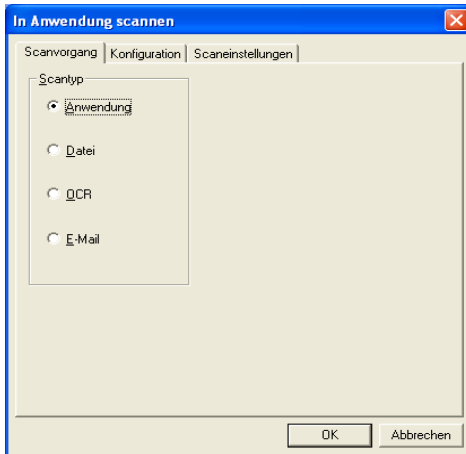 In Anwendung scannen
Scanvorgang Konfiguration Scaneinstellungen
Scantyp
Anwendung
Datei
OCR
E-Mail
OK Abbrechen